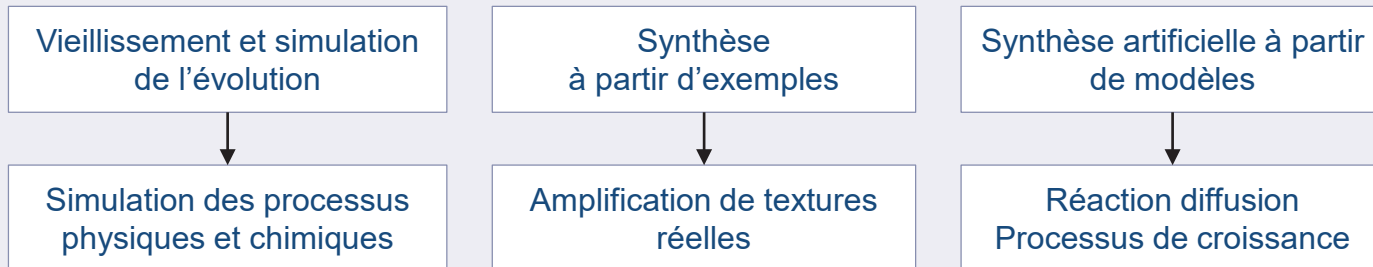 Vieillissement et simulation
de l’évolution
Synthèse
à partir d’exemples
Synthèse artificielle à partir
de modèles
Simulation des processus
physiques et chimiques
Amplification de textures
réelles
Réaction diffusion
Processus de croissance